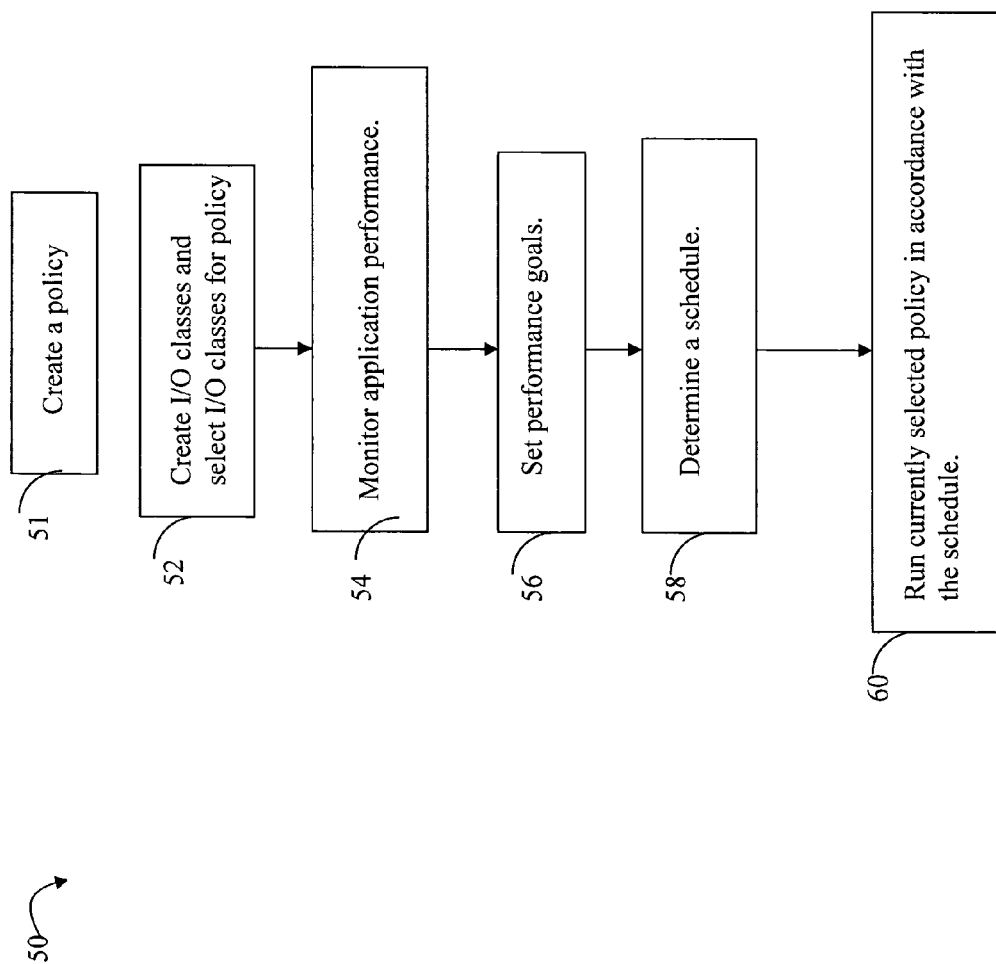 50
51
Create a policy
52
Create I/O classes and
select I/O classes for policy
54
Monitor application performance.
56
Set performance goals.
58
Determine a schedule.
60
Run currently selected policy in accordance with
the schedule.